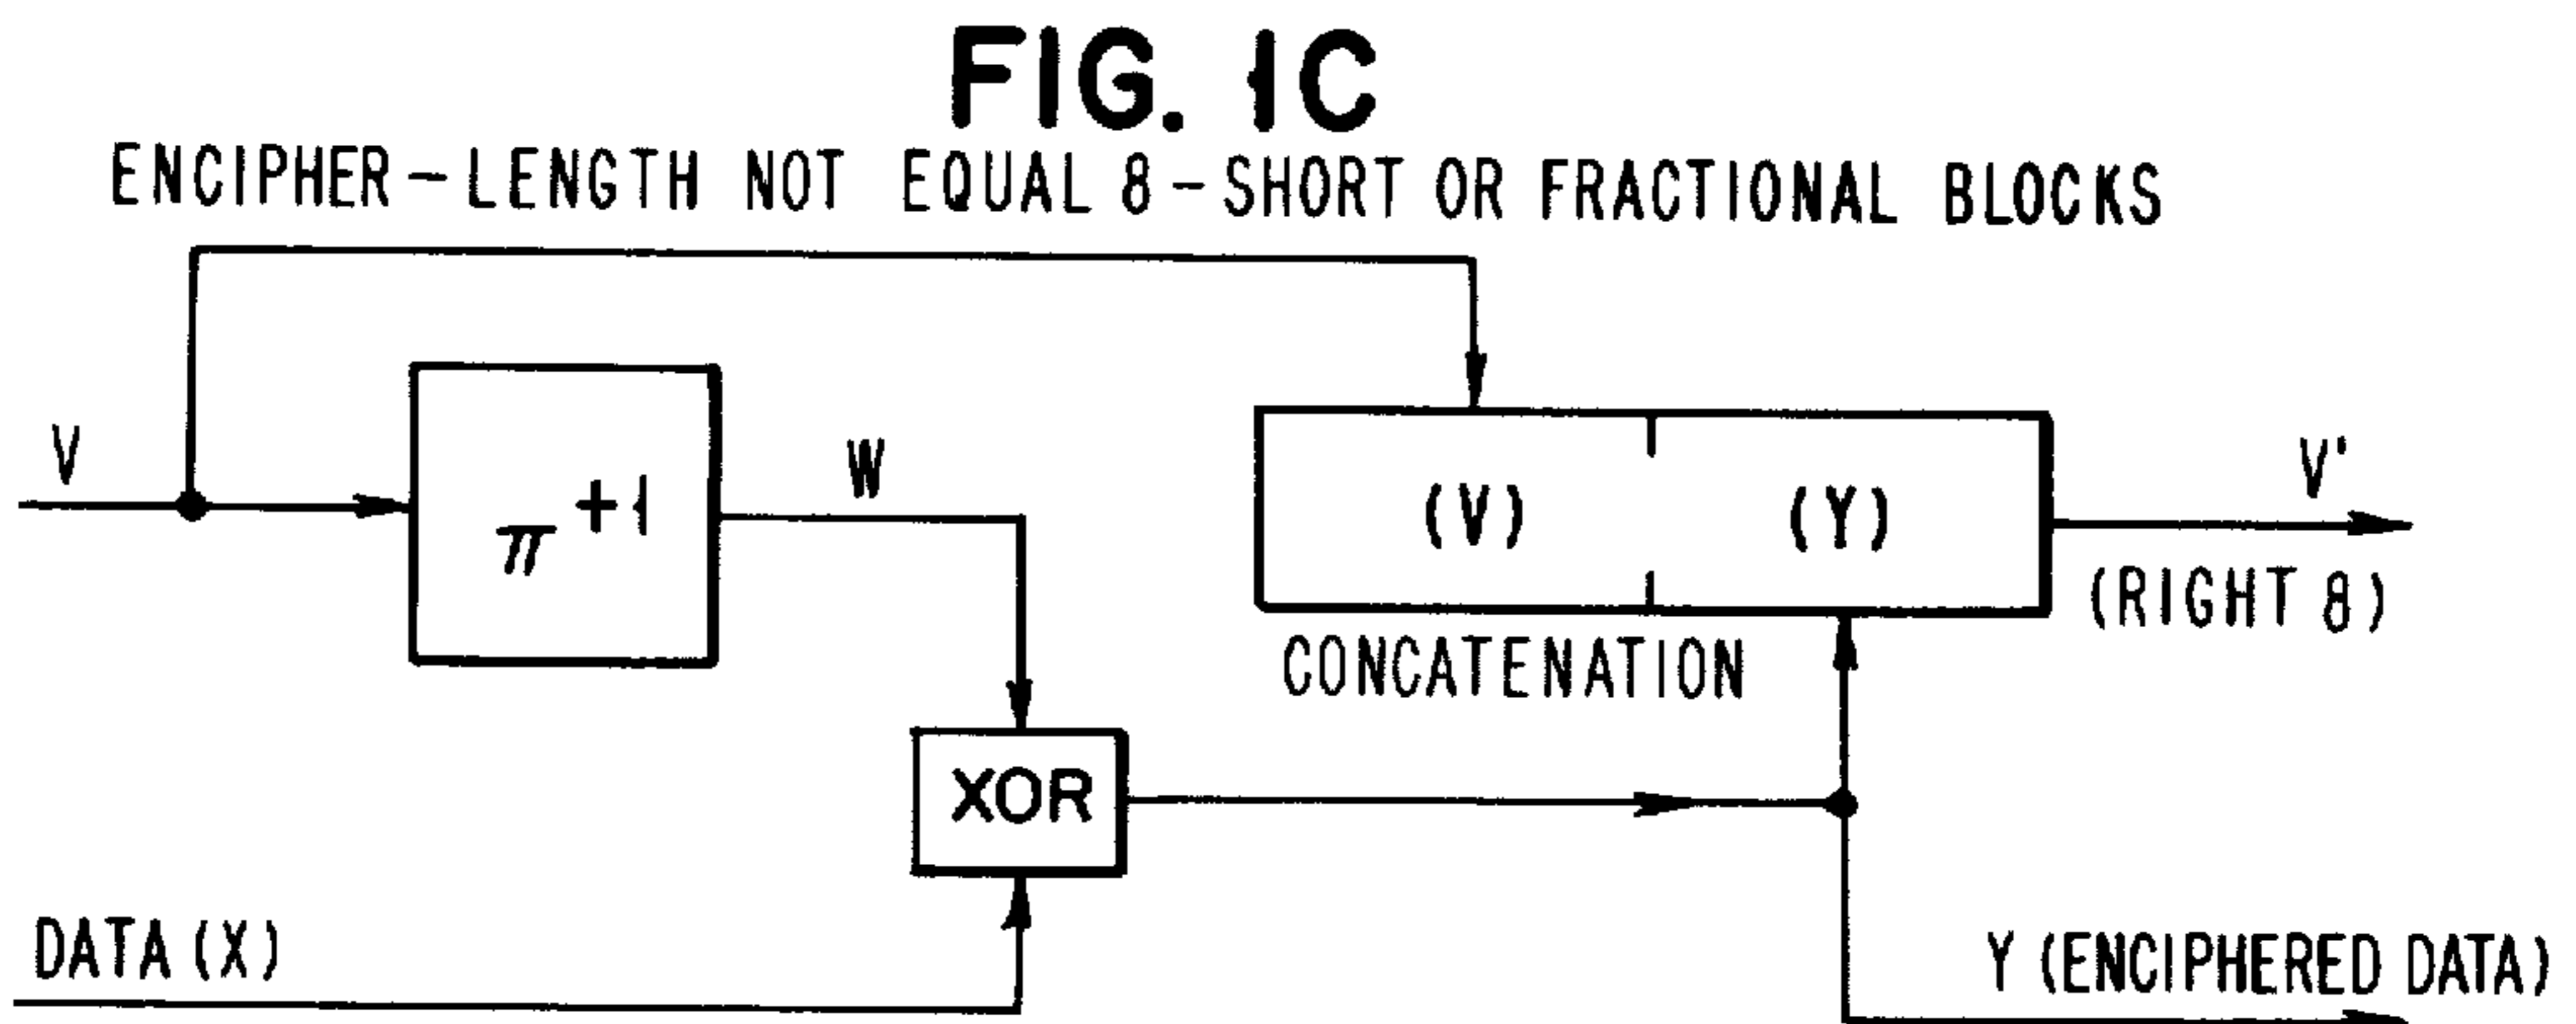 FIG. 1C
ENCIPHER-LENGTH NOT EQUAL 8-SHORT OR FRACTIONAL BLOCKS
V
π+1
W
(V)
(Y)
V'
(RIGHT 8)
CONCATENATION
XOR
DATA (X)
Y (ENCIPHERED DATA)